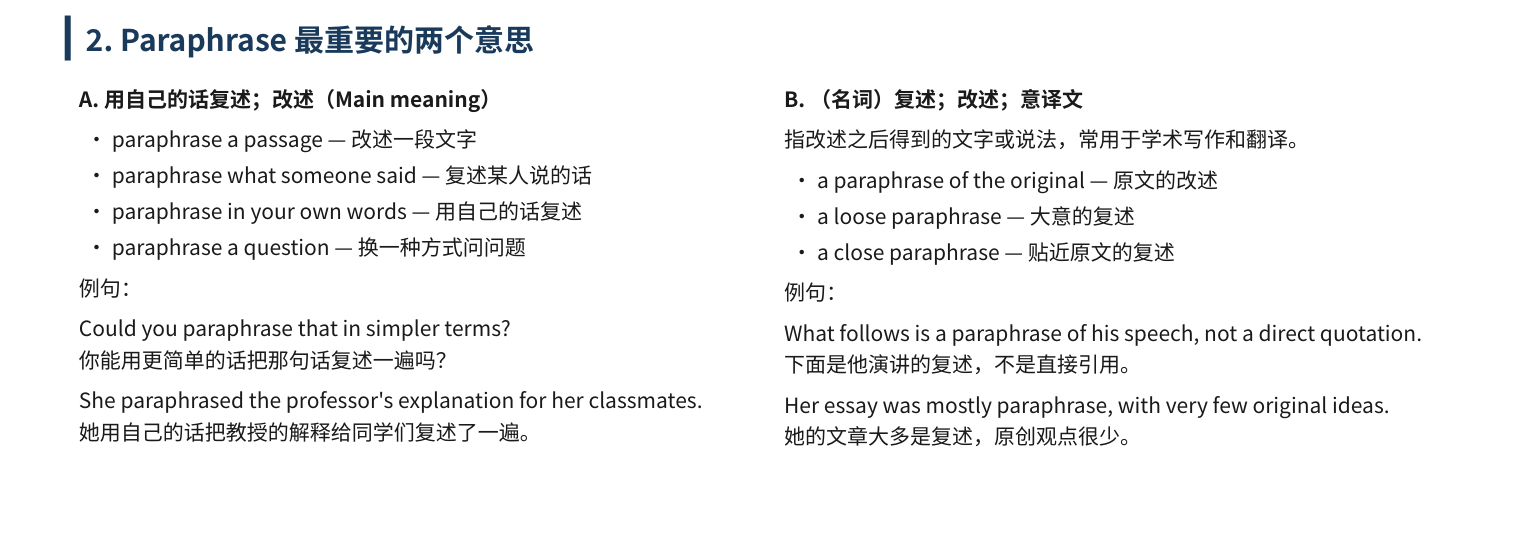 2. Paraphrase 最重要的两个意思
A. 用自己的话复述；改述（Main meaning）
• paraphrase a passage — 改述一段文字
• paraphrase what someone said — 复述某人说的话
• paraphrase in your own words — 用自己的话复述
• paraphrase a question — 换一种方式问问题
例句：
Could you paraphrase that in simpler terms?
你能用更简单的话把那句话复述一遍吗？
She paraphrased the professor's explanation for her classmates.
她用自己的话把教授的解释给同学们复述了一遍。
B. （名词）复述；改述；意译文
指改述之后得到的文字或说法，常用于学术写作和翻译。
• a paraphrase of the original — 原文的改述
• a loose paraphrase — 大意的复述
• a close paraphrase — 贴近原文的复述
例句：
What follows is a paraphrase of his speech, not a direct quotation.
下面是他演讲的复述，不是直接引用。
Her essay was mostly paraphrase, with very few original ideas.
她的文章大多是复述，原创观点很少。